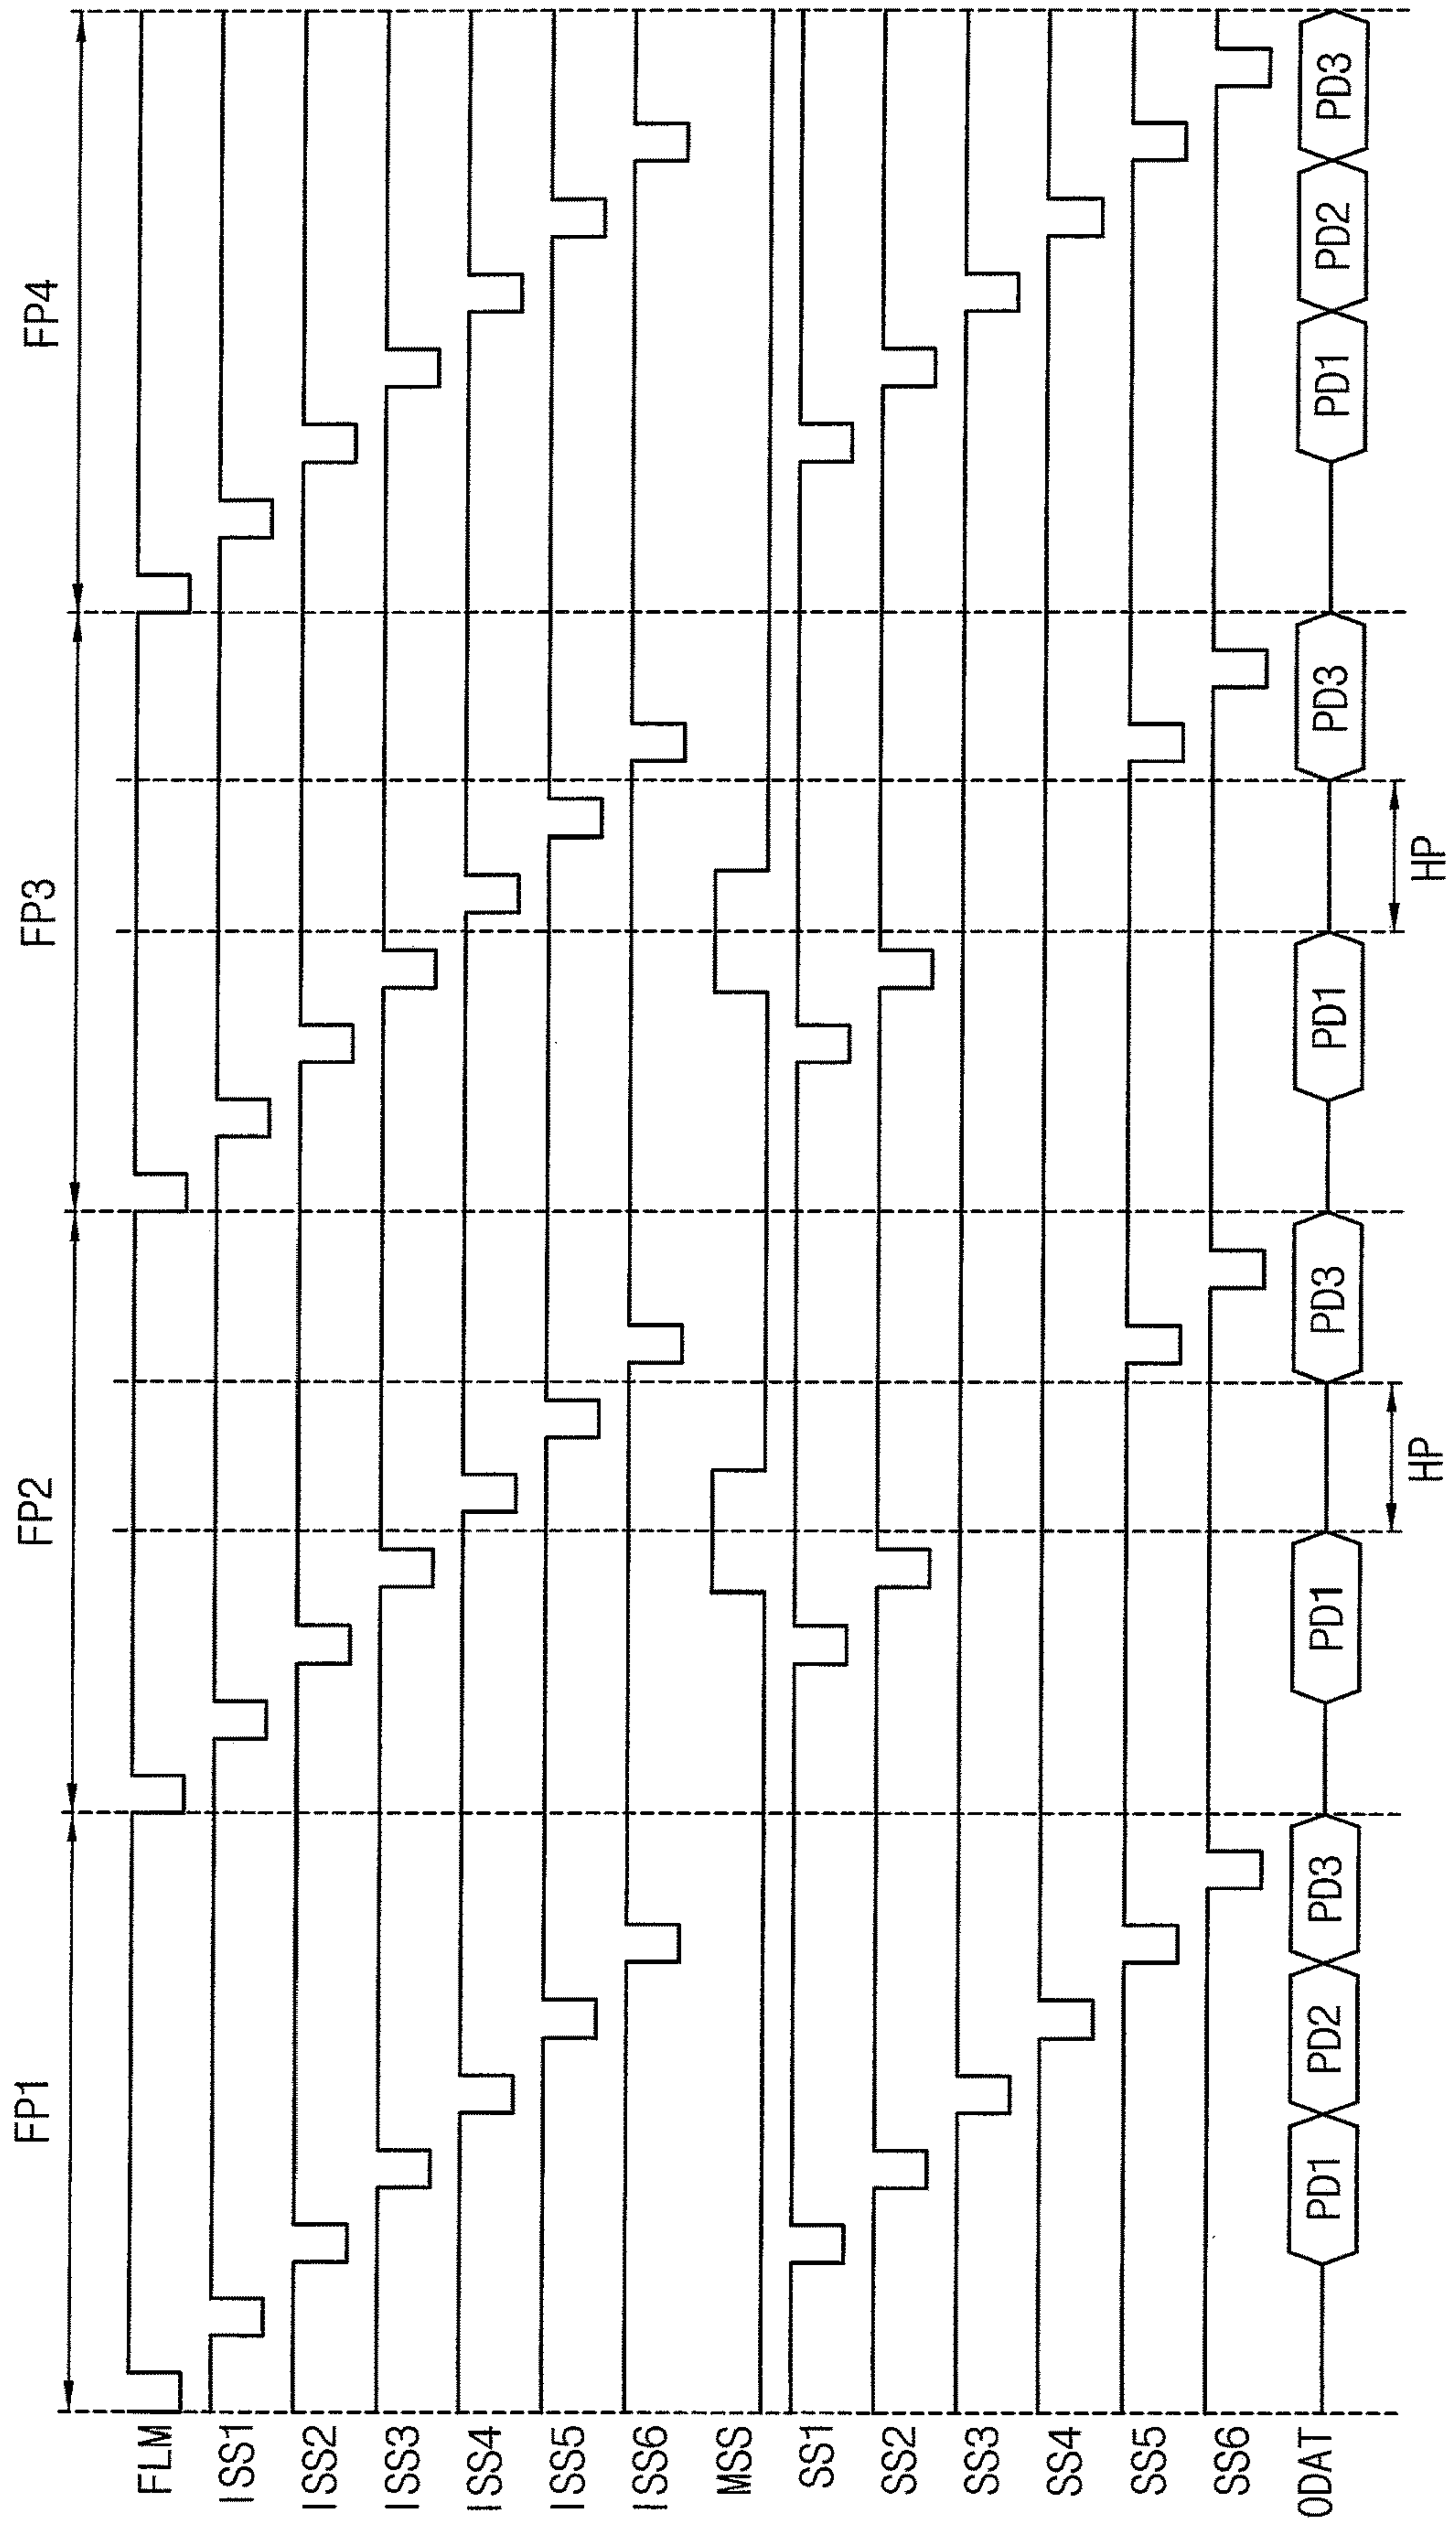 FP1 FP2 FP3 FP4
FLM
ISS1
ISS2
ISS3
ISS4
ISS5
ISS6
MSS
SS1
SS2
SS3
SS4
SS5
SS6
ODAT PD1 PD2 PD3 PD1 PD3 PD1 PD3 PD1 PD2 PD3
HP HP